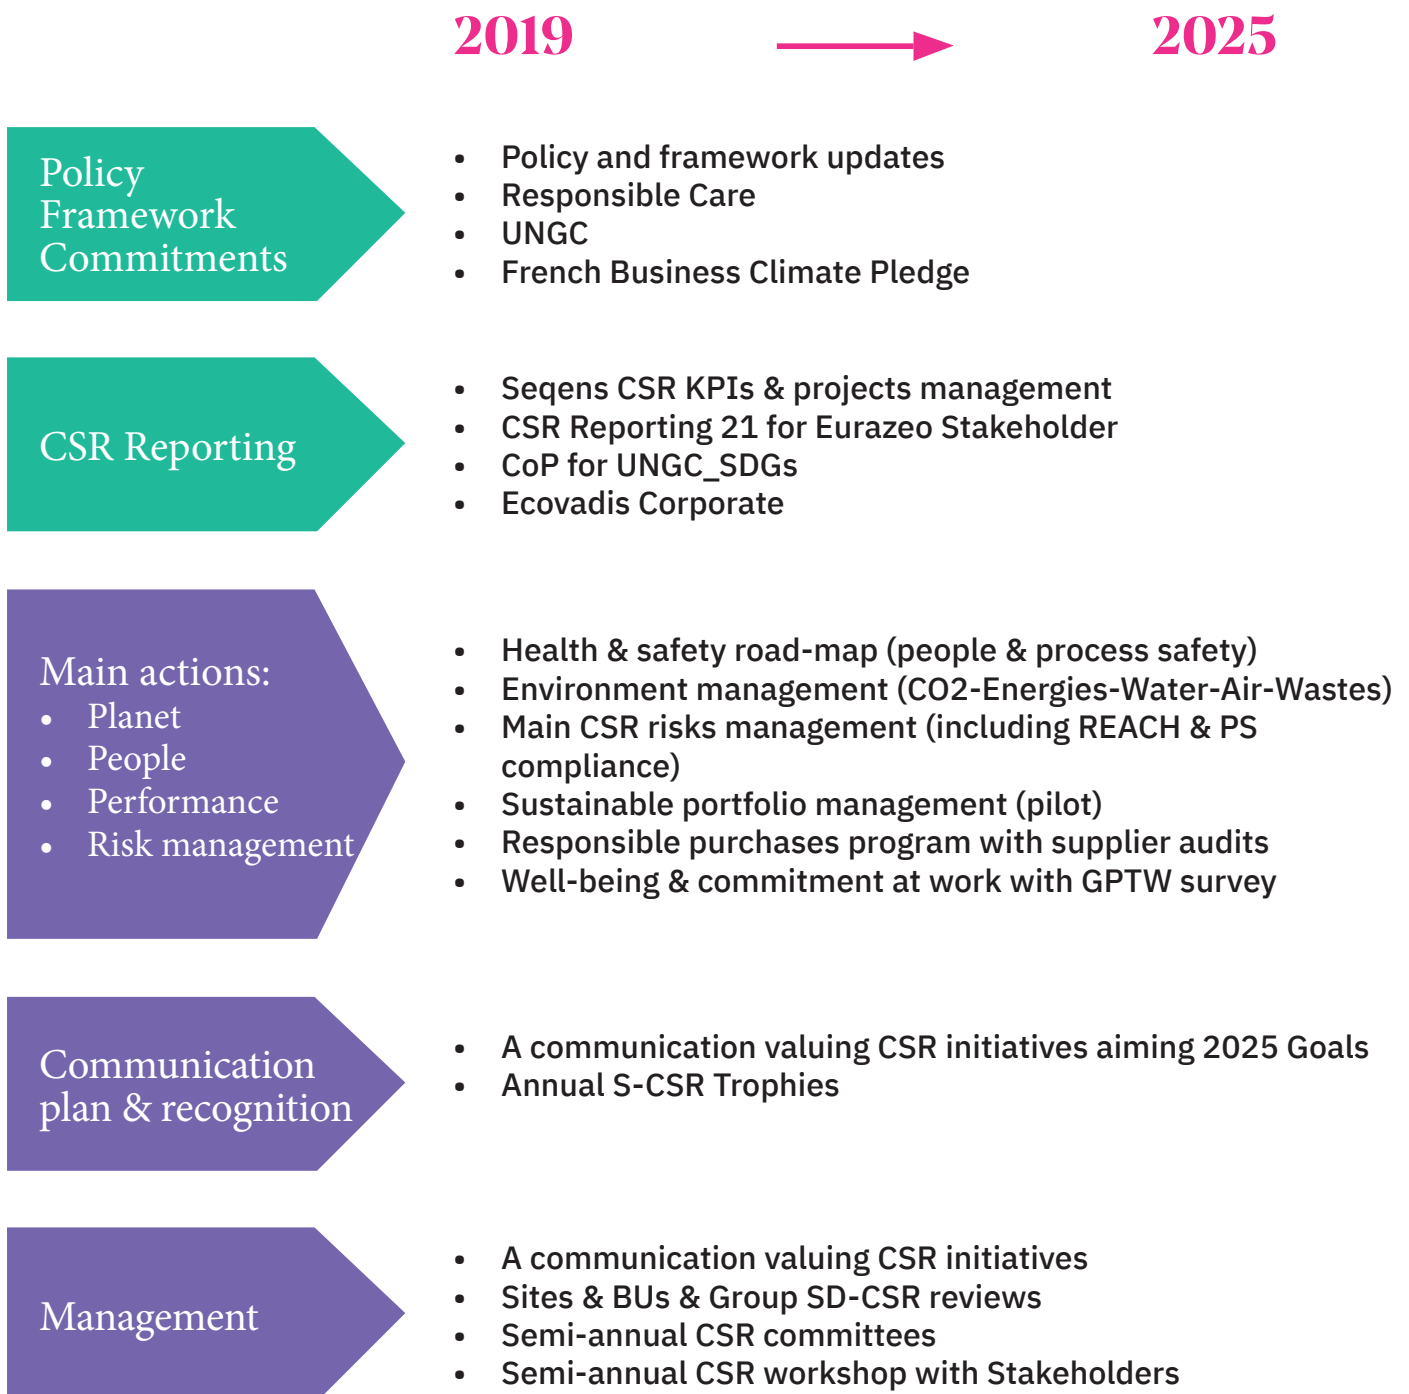 2019
2025
Policy
Framework
Commitments
• Policy and framework updates
• Responsible Care
• UNGC
• French Business Climate Pledge
CSR Reporting
• Seqens CSR KPIs & projects management
• CSR Reporting 21 for Eurazeo Stakeholder
• CoP for UNGC_SDGs
• Ecovadis Corporate
Main actions:
• Planet
• People
• Performance
• Risk management
• Health & safety road-map (people & process safety)
• Environment management (CO2-Energies-Water-Air-Wastes)
• Main CSR risks management (including REACH & PS
compliance)
• Sustainable portfolio management (pilot)
• Responsible purchases program with supplier audits
• Well-being & commitment at work with GPTW survey
Communication
plan & recognition
• A communication valuing CSR initiatives aiming 2025 Goals
• Annual S-CSR Trophies
Management
• A communication valuing CSR initiatives
• Sites & BUs & Group SD-CSR reviews
• Semi-annual CSR committees
• Semi-annual CSR workshop with Stakeholders